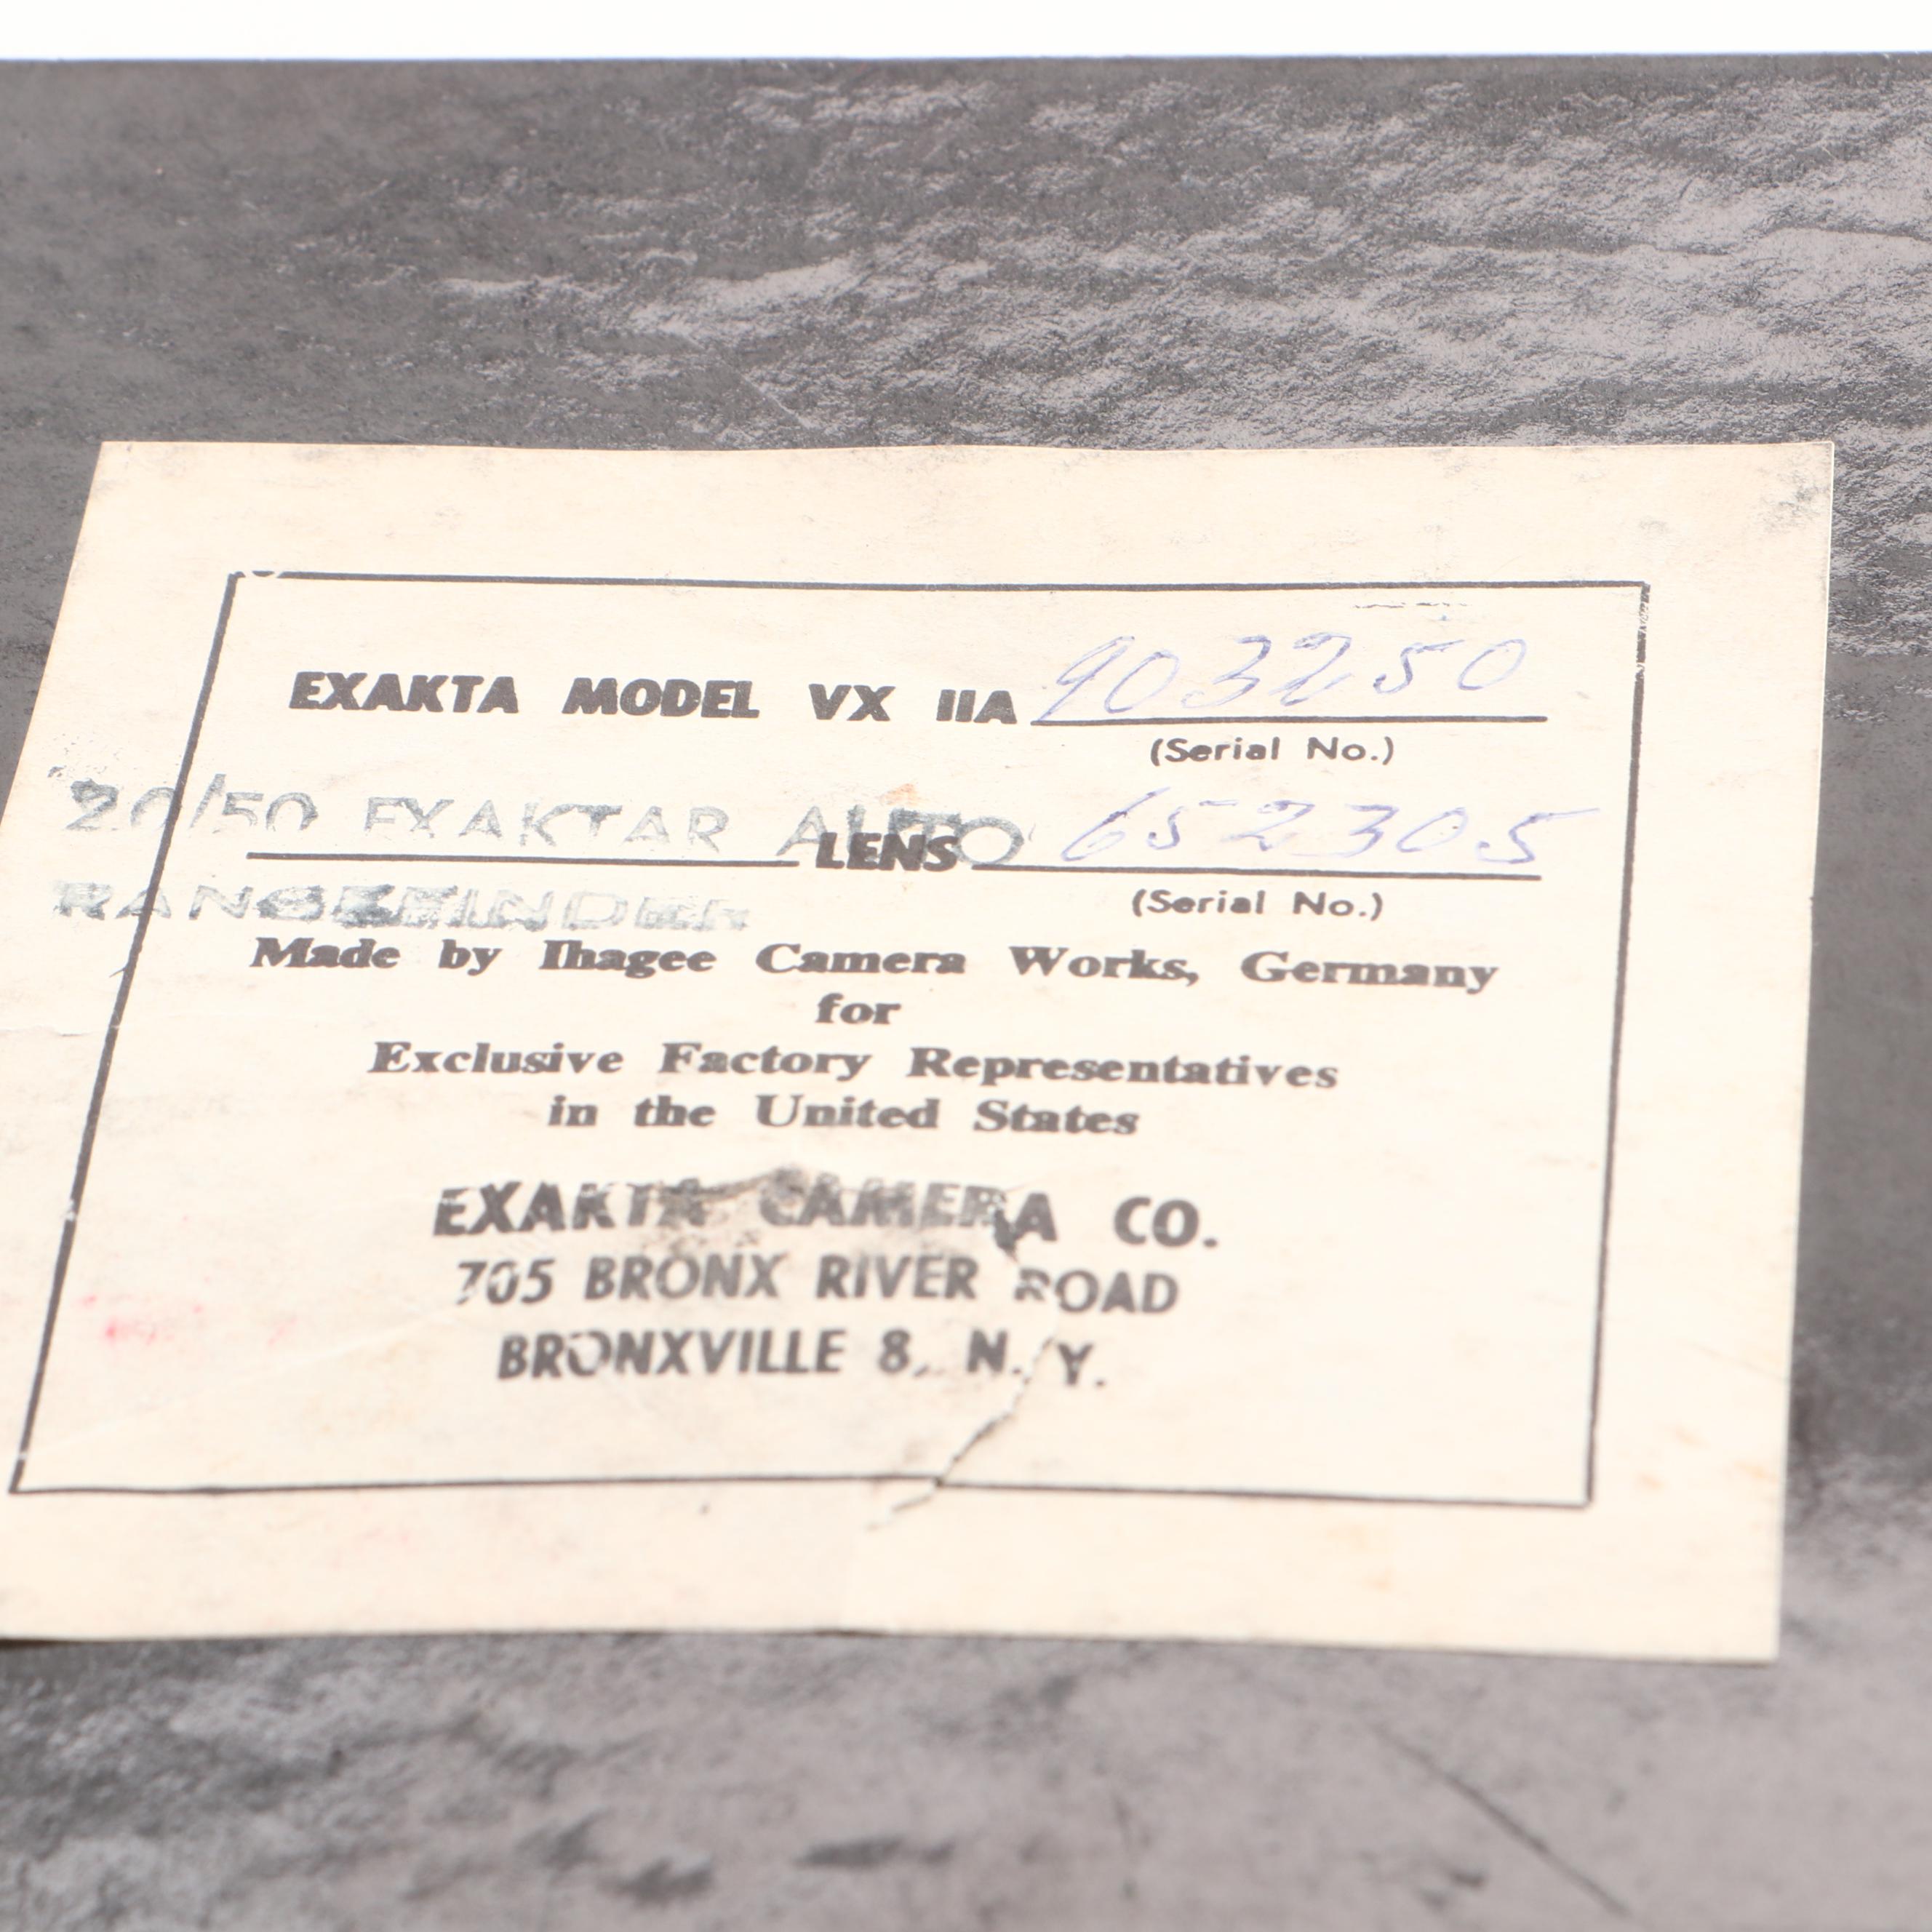 EXAKTA MODEL VX IIA 903250
(Serial No.)
2.0/50 EXAKTAR AUTO LENS 652305
RANGEFINDER (Serial No.)
Made by Ihagee Camera Works, Germany
for
Exclusive Factory Representatives
in the United States
EXAKTA CAMERA CO.
705 BRONX RIVER ROAD
BRONXVILLE 8, N. Y.